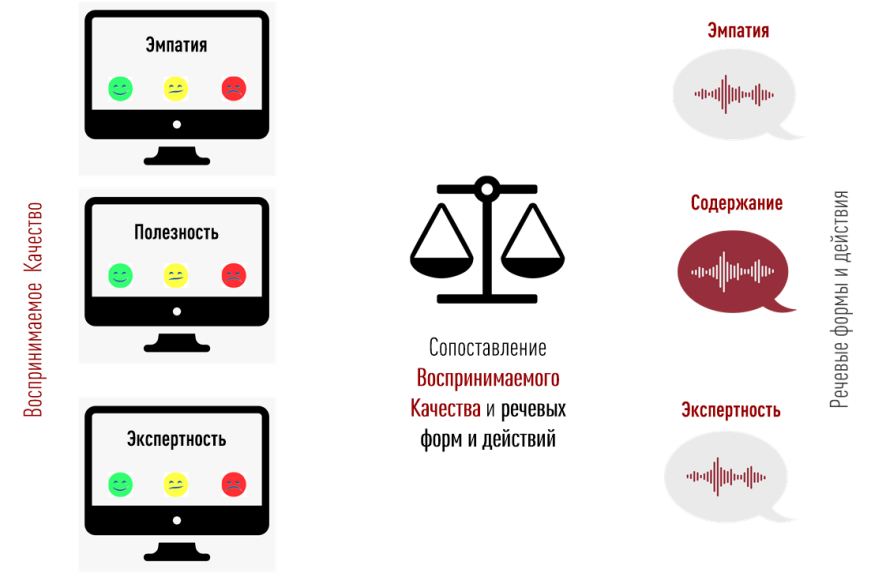 Воспринимаемое Качество
Эмпатия
Полезность
Экспертность
Сопоставление
Воспринимаемого
Качества и речевых
форм и действий
Эмпатия
Содержание
Экспертность
Речевые формы и действия